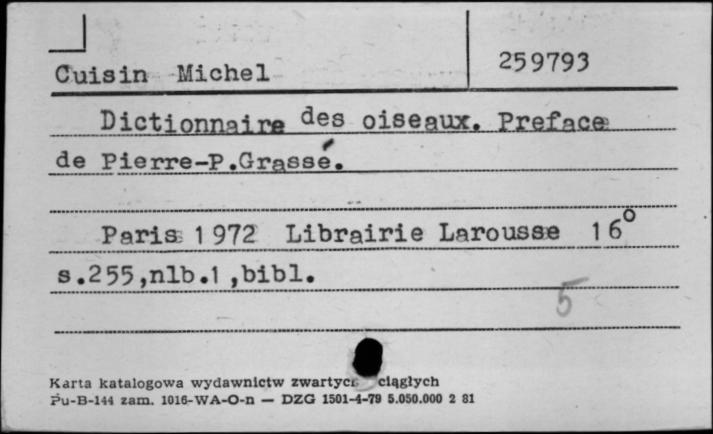 Cuisin Michel
259793
Dictionnaire des oiseaux. Preface
de Pierre-P.Grassé.
Paris 1972 Librairie Larousse 16°
s.255,nlb.1,bibl.
5
Karta katalogowa wydawnictw zwartych ciągłych
Pu-B-144 zam. 1016-WA-O-n — DZG 1501-4-79 5.050.000 2 81